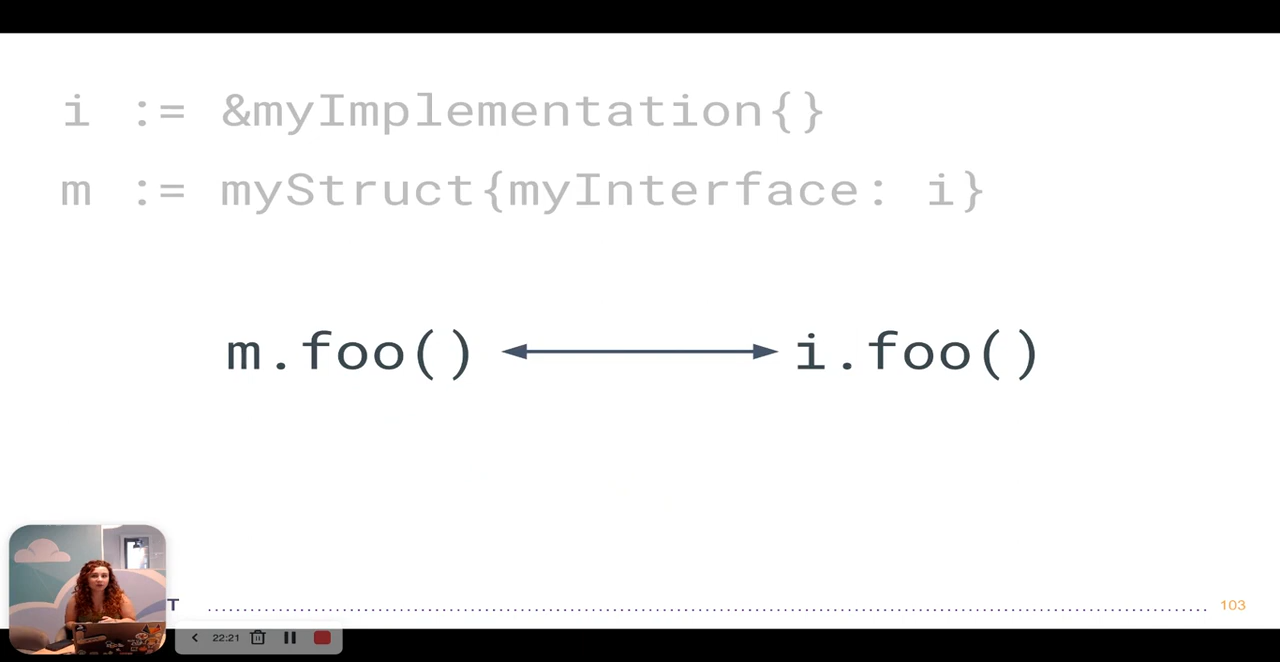 i := &myImplementation{}
m := myStruct{myInterface: i}
m.foo() i.foo()
T 103
22:21